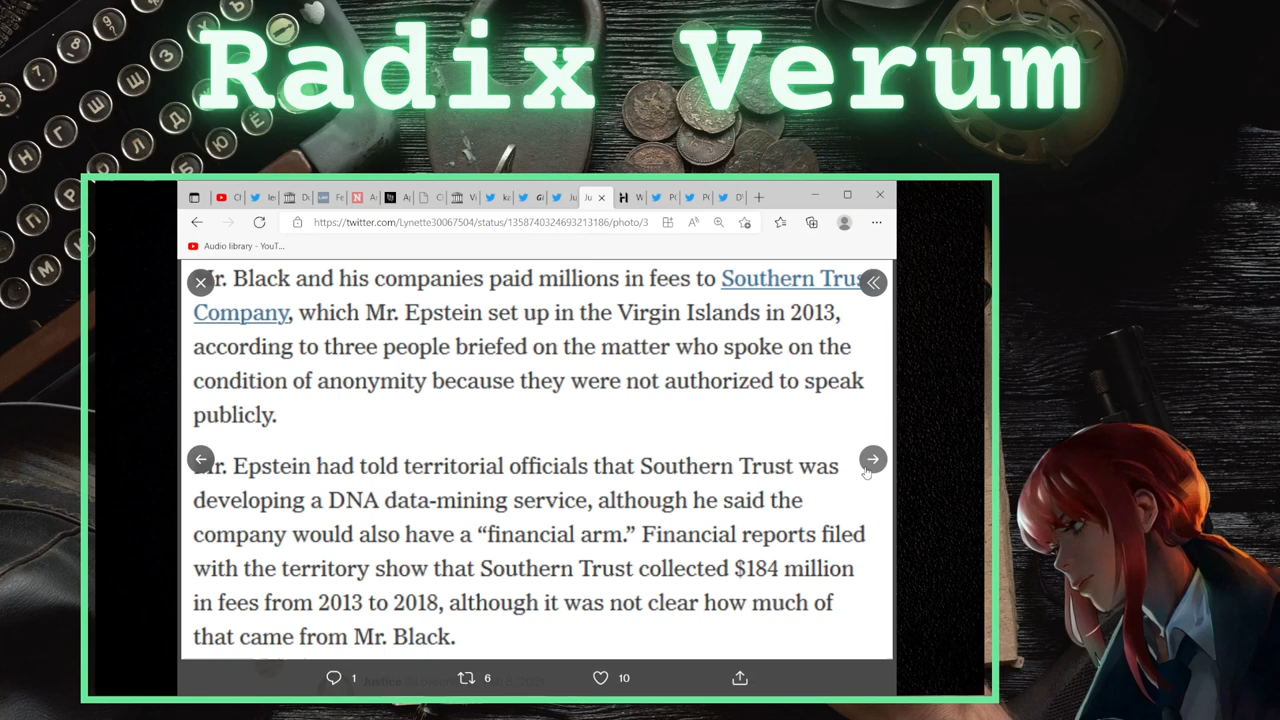 Radix Verum
https://twitter.com/Lynette30067504/status/1358740324693213186/photo/3
Audio library - YouT...
r. Black and his companies paid millions in fees to Southern Trus
Company, which Mr. Epstein set up in the Virgin Islands in 2013,
according to three people briefed on the matter who spoke on the
condition of anonymity because they were not authorized to speak
publicly.
r. Epstein had told territorial officials that Southern Trust was
developing a DNA data-mining service, although he said the
company would also have a “financial arm.” Financial reports filed
with the territory show that Southern Trust collected $184 million
in fees from 2013 to 2018, although it was not clear how much of
that came from Mr. Black.
1 6 10